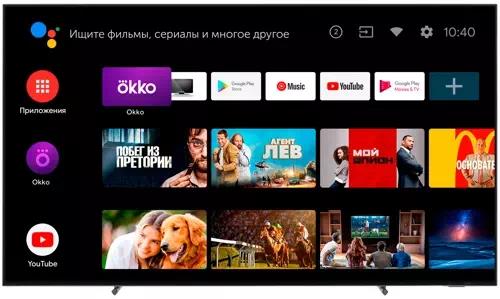 Ищите фильмы, сериалы и многое другое
2
10:40
Приложения
ökko
Google Play
Store
Music
YouTube
Google Play
Movies & TV
Okko
Okko
ПОБЕГ ИЗ
ПРЕТОРИИ
АГЕНТ
ЛЕВ
МОЙ
ШПИОН
ОСНОВАТЕ
YouTube